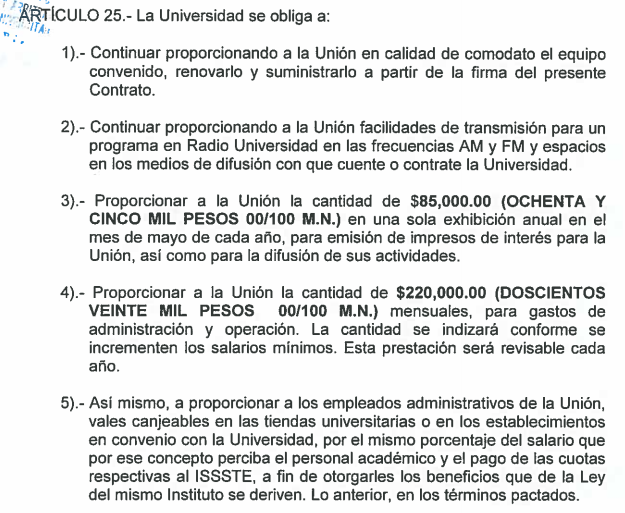 ARTÍCULO 25.- La Universidad se obliga a:
1).- Continuar proporcionando a la Unión en calidad de comodato el equipo
convenido, renovarlo y suministrarlo a partir de la firma del presente
Contrato.
2).- Continuar proporcionando a la Unión facilidades de transmisión para un
programa en Radio Universidad en las frecuencias AM y FM y espacios
en los medios de difusión con que cuente o contrate la Universidad.
3).- Proporcionar a la Unión la cantidad de $85,000.00 (OCHENTA Y
CINCO MIL PESOS 00/100 M.N.) en una sola exhibición anual en el
mes de mayo de cada año, para emisión de impresos de interés para la
Unión, así como para la difusión de sus actividades.
4).- Proporcionar a la Unión la cantidad de $220,000.00 (DOSCIENTOS
VEINTE MIL PESOS 00/100 M.N.) mensuales, para gastos de
administración y operación. La cantidad se indizará conforme se
incrementen los salarios mínimos. Esta prestación será revisable cada
año.
5).- Así mismo, a proporcionar a los empleados administrativos de la Unión,
vales canjeables en las tiendas universitarias o en los establecimientos
en convenio con la Universidad, por el mismo porcentaje del salario que
por ese concepto perciba el personal académico y el pago de las cuotas
respectivas al ISSSTE, a fin de otorgarles los beneficios que de la Ley
del mismo Instituto se deriven. Lo anterior, en los términos pactados.